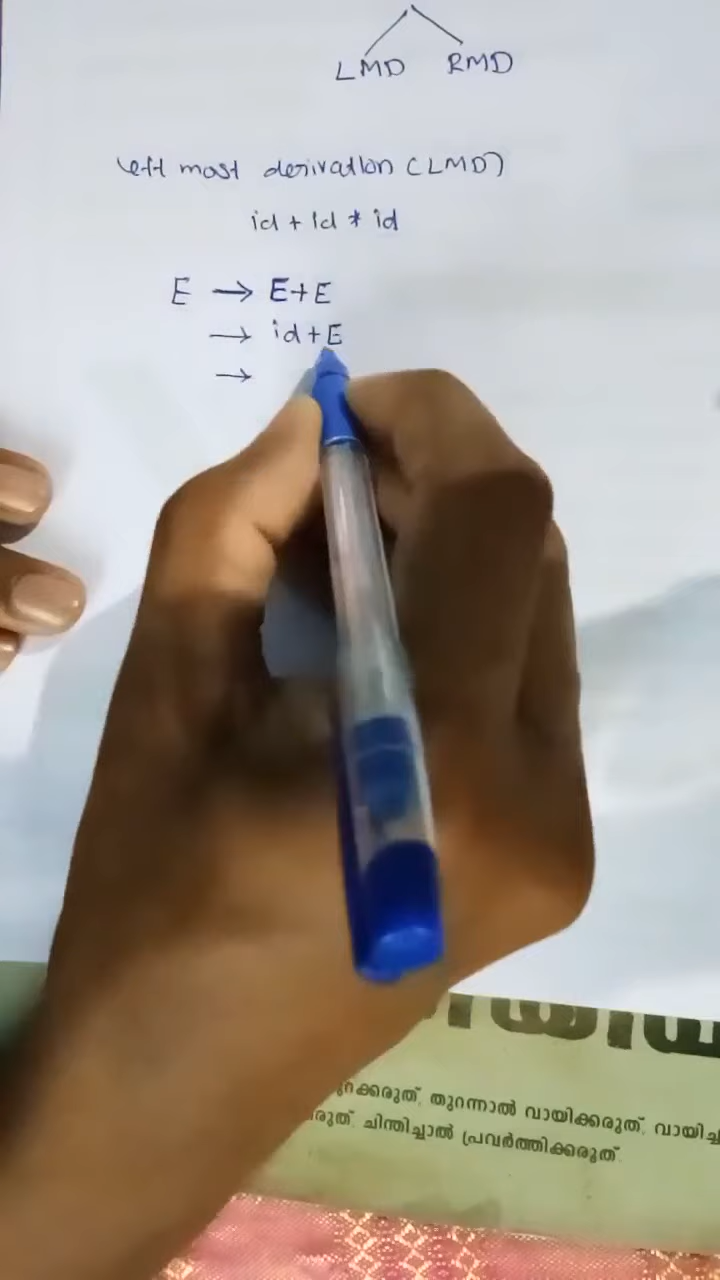 LMD RMD
left most derivation (LMD)
id + id * id
E → E+E
→ id+E
→
തുറക്കരുത്, തുറന്നാൽ വായിക്കരുത്, വായിച്ച
ചിന്തിച്ചാൽ പ്രവർത്തിക്കരുത്.